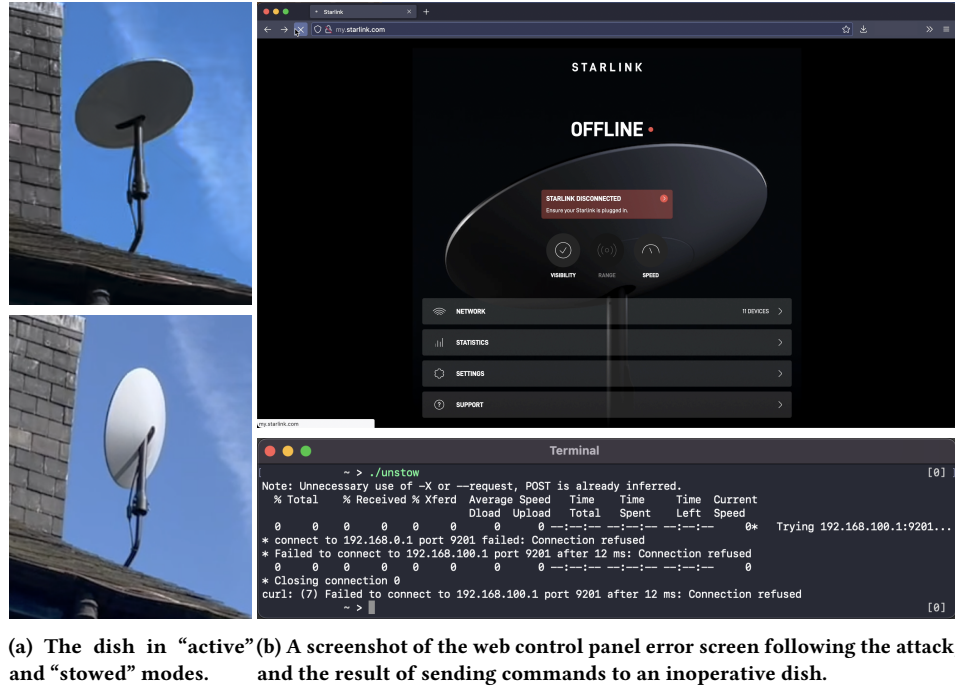 Starlink
my.starlink.com
STARLINK
OFFLINE
STARLINK DISCONNECTED
Ensure your Starlink is plugged in.
VISIBILITY RANGE SPEED
NETWORK 11 DEVICES
STATISTICS
SETTINGS
SUPPORT
my.starlink.com
Terminal
[ ~ > ./unstow [0] ]
Note: Unnecessary use of -X or --request, POST is already inferred.
% Total % Received % Xferd Average Speed Time Time Time Current
Dload Upload Total Spent Left Speed
0 0 0 0 0 0 0 --:--:-- --:--:-- --:--:-- 0* Trying 192.168.100.1:9201...
* connect to 192.168.0.1 port 9201 failed: Connection refused
* Failed to connect to 192.168.100.1 port 9201 after 12 ms: Connection refused
0 0 0 0 0 0 0 --:--:-- --:--:-- --:--:-- 0
* Closing connection 0
curl: (7) Failed to connect to 192.168.100.1 port 9201 after 12 ms: Connection refused
~ > [0]
(a) The dish in “active” and “stowed” modes.
(b) A screenshot of the web control panel error screen following the attack
and the result of sending commands to an inoperative dish.